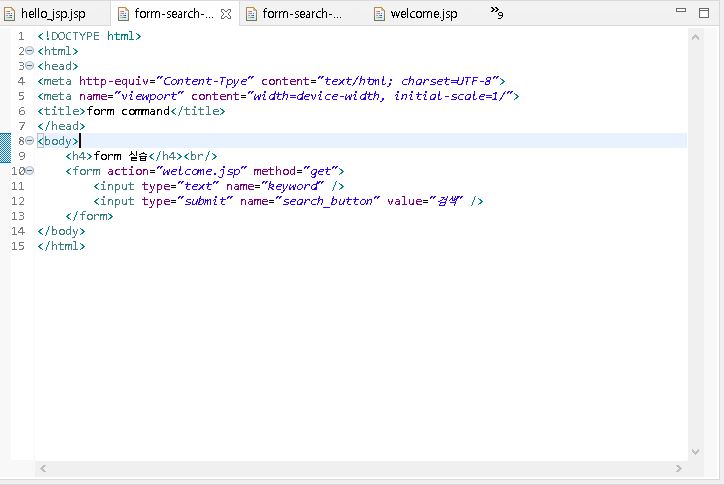 hello_jsp.jsp form-search-... form-search-... welcome.jsp »9
1 <!DOCTYPE html>
2 <html>
3 <head>
4 <meta http-equiv="Content-Tpye" content="text/html; charset=UTF-8">
5 <meta name="viewport" content="width=device-width, initial-scale=1/">
6 <title>form command</title>
7 </head>
8 <body>
9 <h4>form 실습</h4><br/>
10 <form action="welcome.jsp" method="get">
11 <input type="text" name="keyword" />
12 <input type="submit" name="search_button" value="검색" />
13 </form>
14 </body>
15 </html>